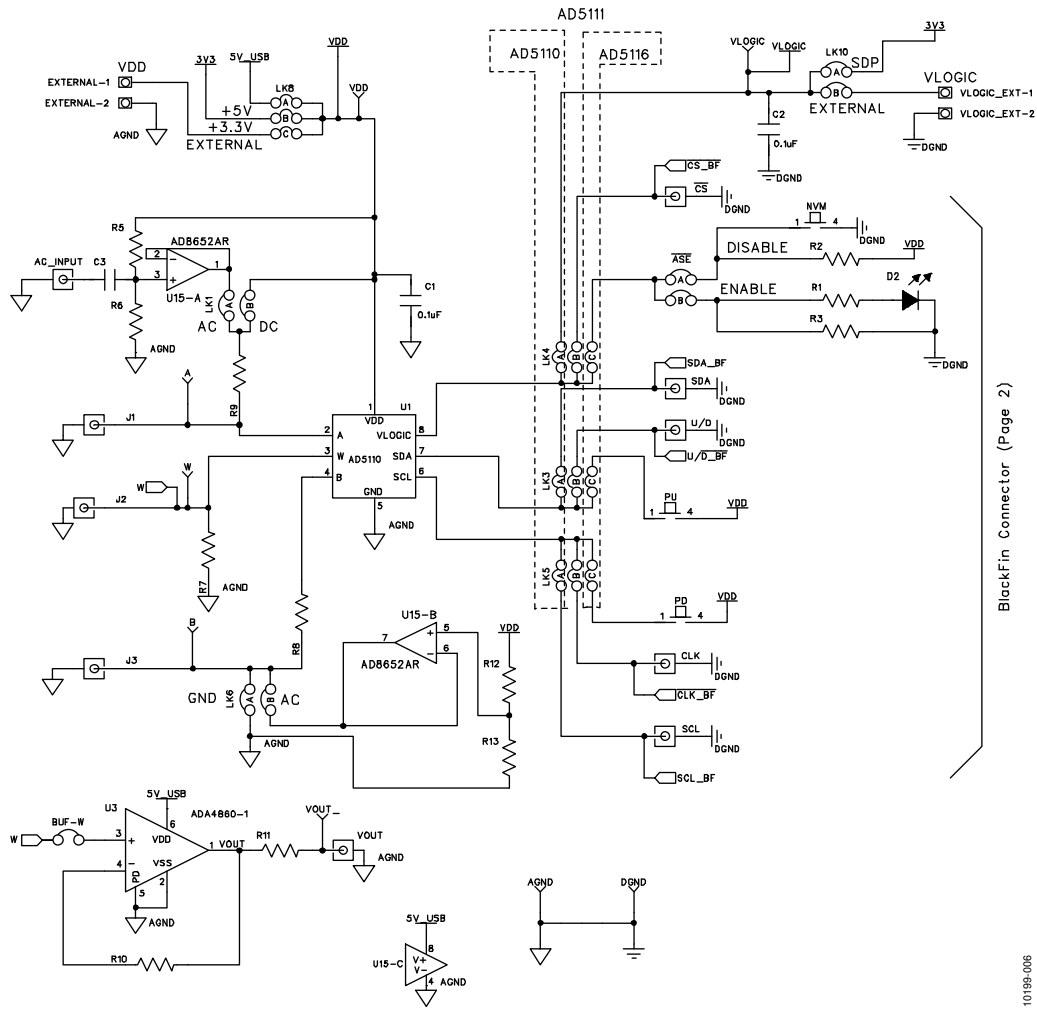 AD5111
AD5110
AD5116
VDD
EXTERNAL-1
EXTERNAL-2
AGND
3V3
5V_USB
LK8
A
+5V
B
+3.3V
C
EXTERNAL
VDD
VDD
VLOGIC
VLOGIC
LK10
SDP
3V3
A
B
EXTERNAL
VLOGIC
VLOGIC_EXT-1
VLOGIC_EXT-2
DGND
C2
0.1uF
DGND
CS_BF
CS
DGND
NVM
1
4
DGND
ASE
A
DISABLE
R2
VDD
D2
B
ENABLE
R1
R3
DGND
R5
AD8652AR
2
-
1
3
+
U15-A
AC_INPUT
C3
R6
AGND
LK1
A
B
AC
DC
C1
0.1uF
R9
A
J1
1
U1
VDD
2
A
VLOGIC
8
3
W
AD5110
SDA
7
4
B
SCL
6
GND
5
AGND
W
W
J2
R7
AGND
LK4
A
B
C
SDA_BF
SDA
DGND
U/D
DGND
U/D_BF
LK3
A
B
C
PU
1
4
VDD
LK5
A
B
C
PD
1
4
VDD
CLK
DGND
CLK_BF
SCL
DGND
SCL_BF
BlackFin Connector (Page 2)
B
J3
R8
U15-B
7
+
5
-
6
AD8652AR
VDD
R12
R13
GND
LK6
A
B
AC
AGND
U3
5V_USB
ADA4860-1
6
BUF-W
W
3
+
VDD
1
VOUT
4
-
VSS
PD
2
5
AGND
R10
R11
VOUT_
VOUT
AGND
5V_USB
8
V+
V-
U15-C
4
AGND
AGND
DGND
10199-006